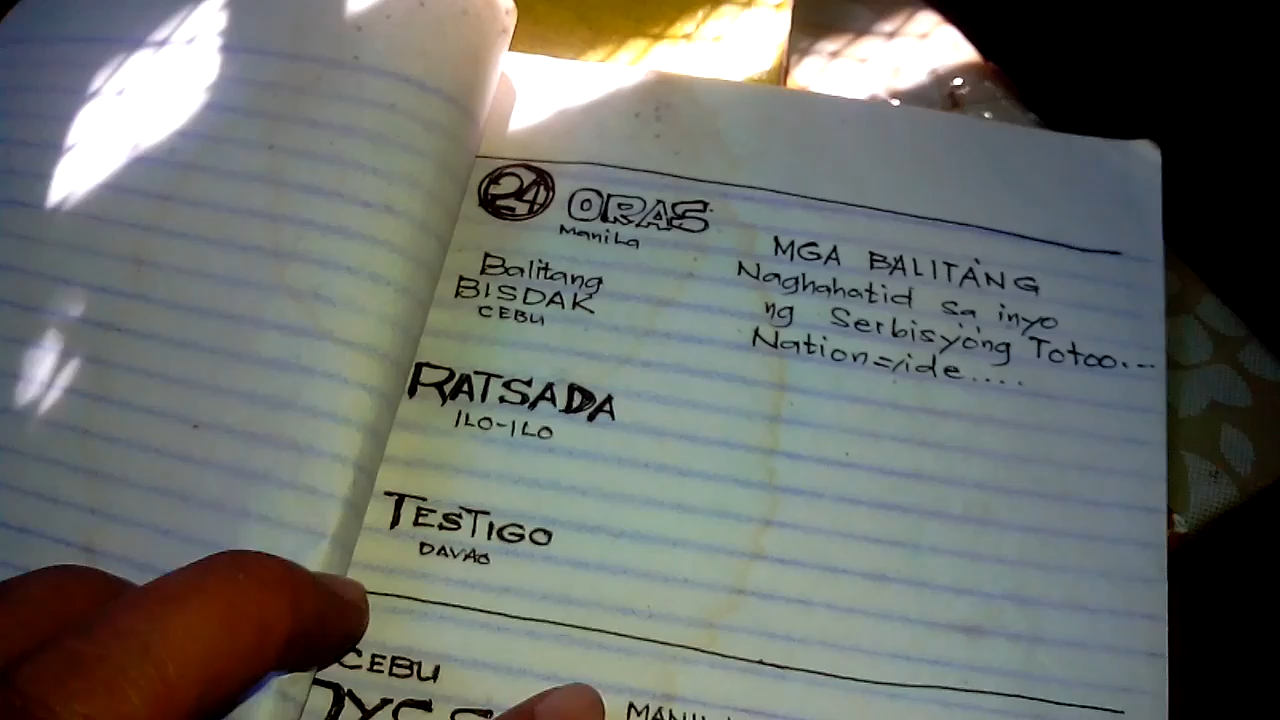 24 ORAS
Manila
Balitang
BISDAK
CEBU
RATSADA
ILO-ILO
TESTIGO
DAVAO
MGA BALITANG
Naghahatid sa inyo
ng Serbisyong Totoo...
CEBU